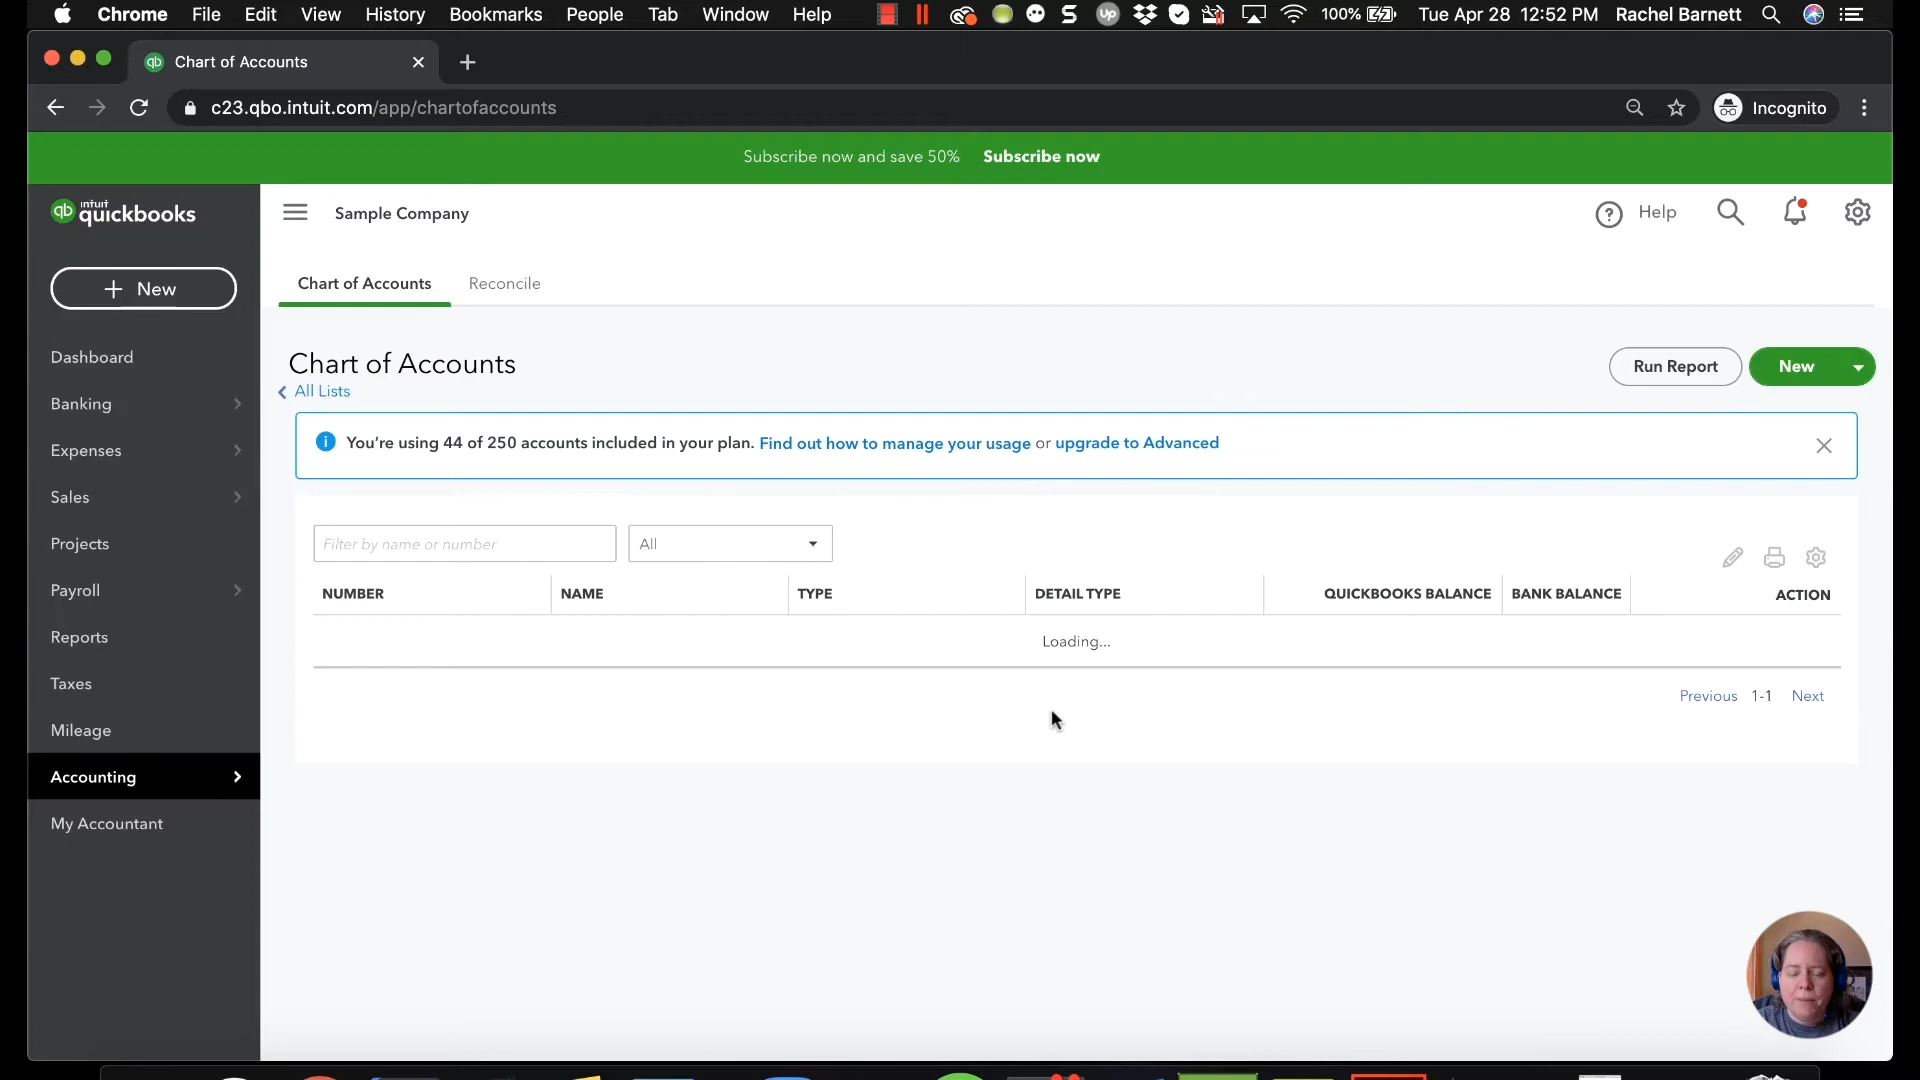 Chrome File Edit View History Bookmarks People Tab Window Help 100% Tue Apr 28 12:52 PM Rachel Barnett
Chart of Accounts
c23.qbo.intuit.com/app/chartofaccounts Incognito
Subscribe now and save 50% Subscribe now
qb intuit quickbooks
Sample Company Help
+ New
Chart of Accounts Reconcile
Dashboard
Banking
Expenses
Sales
Projects
Payroll
Reports
Taxes
Mileage
Accounting
My Accountant
Chart of Accounts
All Lists
Run Report New
You're using 44 of 250 accounts included in your plan. Find out how to manage your usage or upgrade to Advanced
Filter by name or number All
NUMBER NAME TYPE DETAIL TYPE QUICKBOOKS BALANCE BANK BALANCE ACTION
Loading...
Previous 1-1 Next